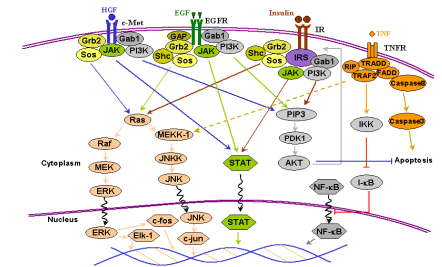 HGF
EGF
Insulin
TNF
c-Met
EGFR
IR
TNFR
Grb2
Gab1
Sos
JAK
PI3K
GAP
Grb2
Gab1
Shc
Sos
JAK
PI3K
Shc
Grb2
Sos
IRS
Gab1
JAK
PI3K
RIP
TRADD
FADD
TRAF2
Caspase8
Ras
MEKK-1
PIP3
IKK
Caspase3
Raf
JNKK
PDK1
Cytoplasm
MEK
STAT
AKT
Apoptosis
ERK
JNK
NF-κB
I-κB
Nucleus
c-fos
JNK
STAT
ERK
Elk-1
c-jun
NF-κB